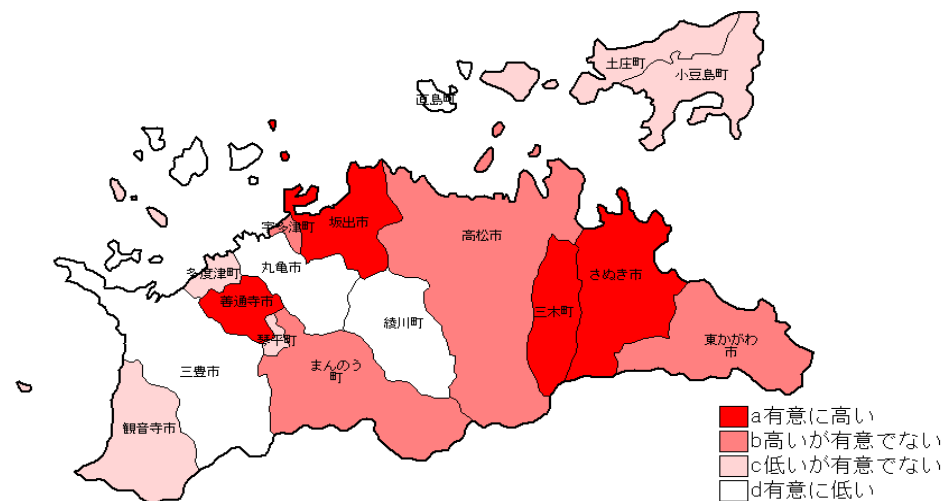 土庄町
小豆島町
直島町
宇多津町
坂出市
高松市
丸亀市
多度津町
さぬき市
善通寺市
三木町
綾川町
琴平町
東かがわ
市
まんのう
町
三豊市
観音寺市
a有意に高い
b高いが有意でない
c低いが有意でない
d有意に低い